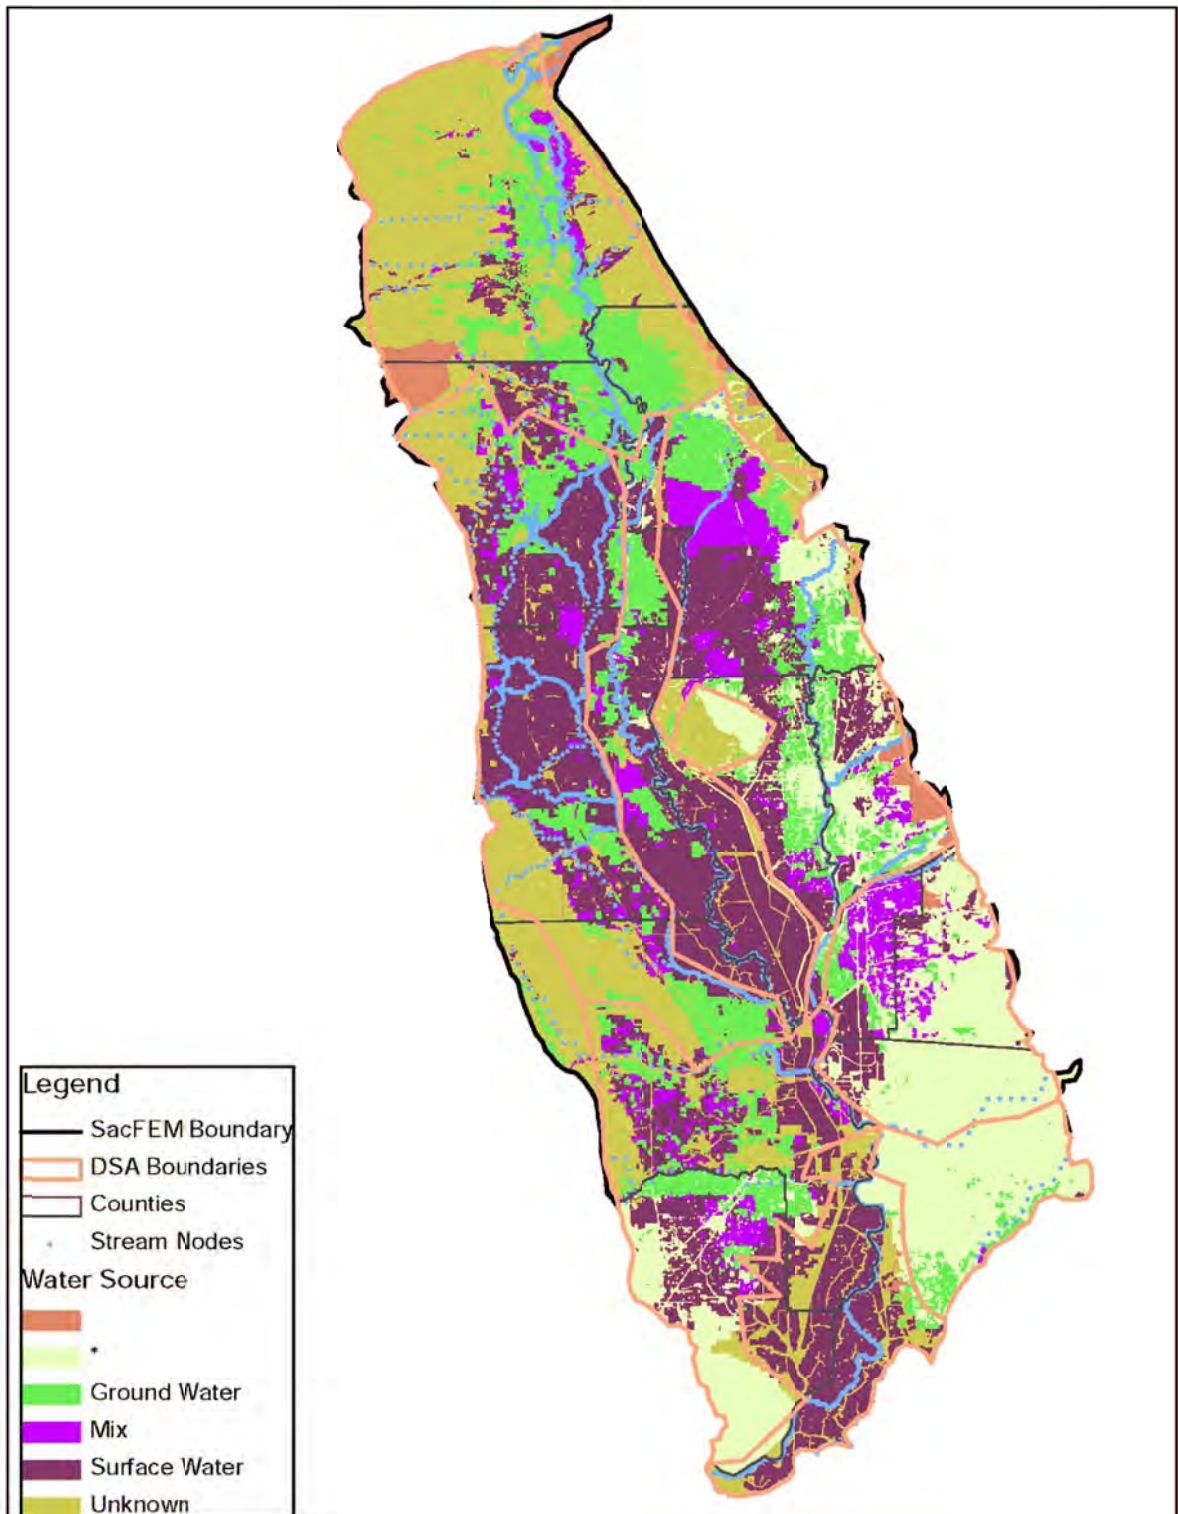 Legend
SacFEM Boundary
DSA Boundaries
Counties
Stream Nodes
Water Source
*
Ground Water
Mix
Surface Water
Unknown